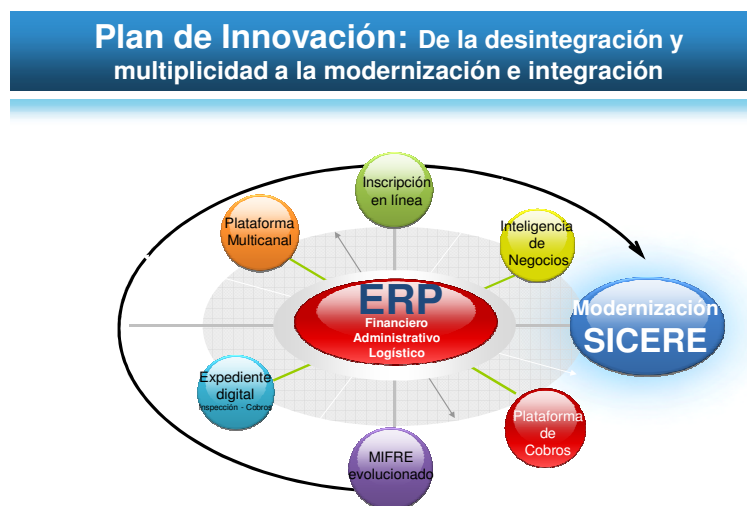 Plan de Innovación: De la desintegración y
multiplicidad a la modernización e integración
Inscripción
en línea
Plataforma
Multicanal
Inteligencia
de
Negocios
ERP
Financiero
Administrativo
Logístico
Modernización
SICERE
Expediente
digital
Inspección - Cobros
Plataforma
de
Cobros
MIFRE
evolucionado